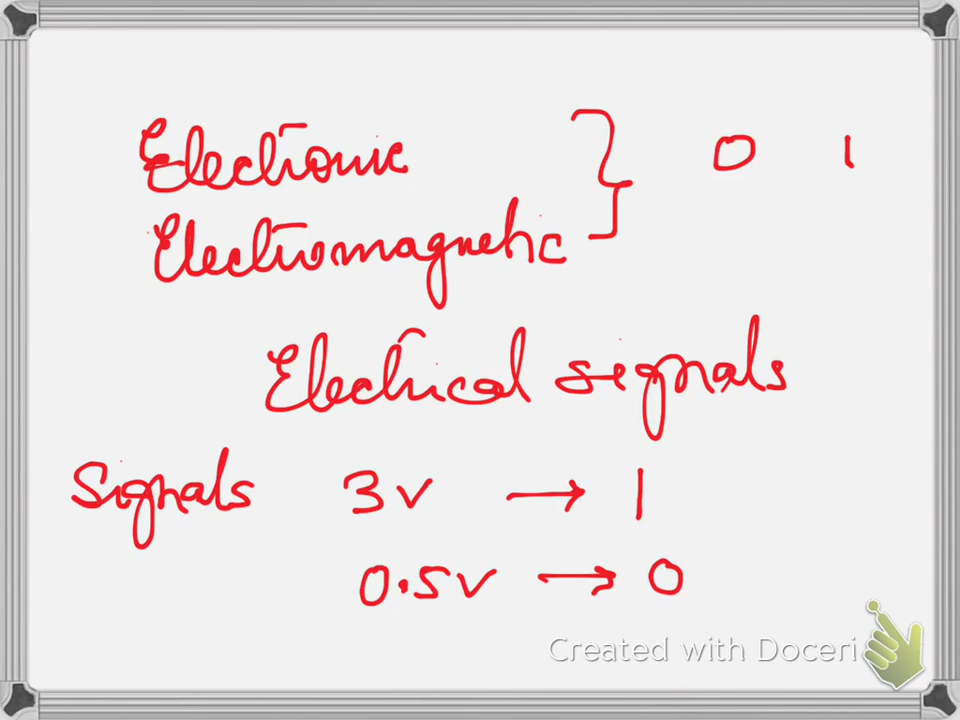 Electronic } 0 1
Electromagnetic
Electrical signals
Signals 3v → 1
0.5v → 0
Created with Doceri